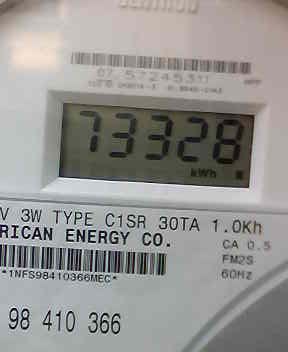 CENTRON
73328
kWh
V 3W TYPE C1SR 30TA 1.0Kh
RICAN ENERGY CO.
CA 0.5
FM2S
60Hz
*1NFS98410366MEC*
98 410 366